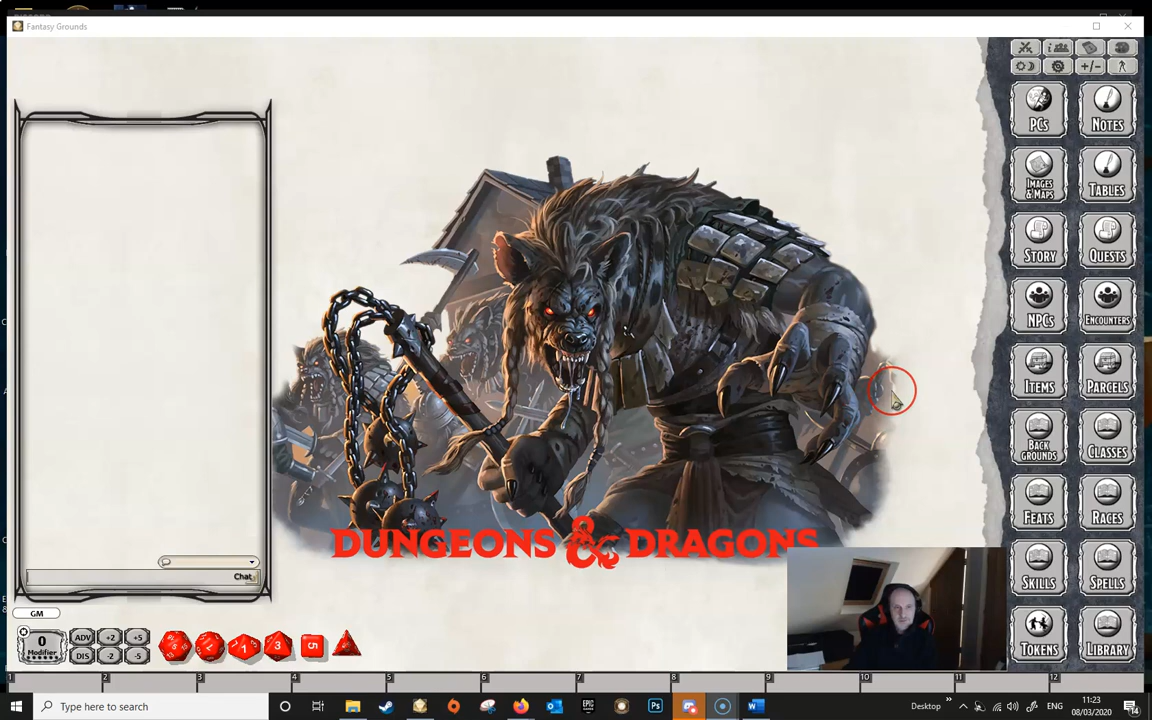 Fantasy Grounds
+/-
PCs
NOTES
IMAGES
& MAPS
TABLES
STORY
QUESTS
NPCs
ENCOUNTERS
ITEMS
PARCELS
BACK
GROUNDS
CLASSES
FEATS
RACES
SKILLS
SPELLS
TOKENS
LIBRARY
DUNGEONS & DRAGONS
Chat
GM
0
Modifier
ADV
+2
+5
DIS
-2
-5
1
3
5
1 2 3 4 5 6 7 8 9 10 11 12
Type here to search
EPIC
Ps
W
Desktop
11:23
08/03/2020